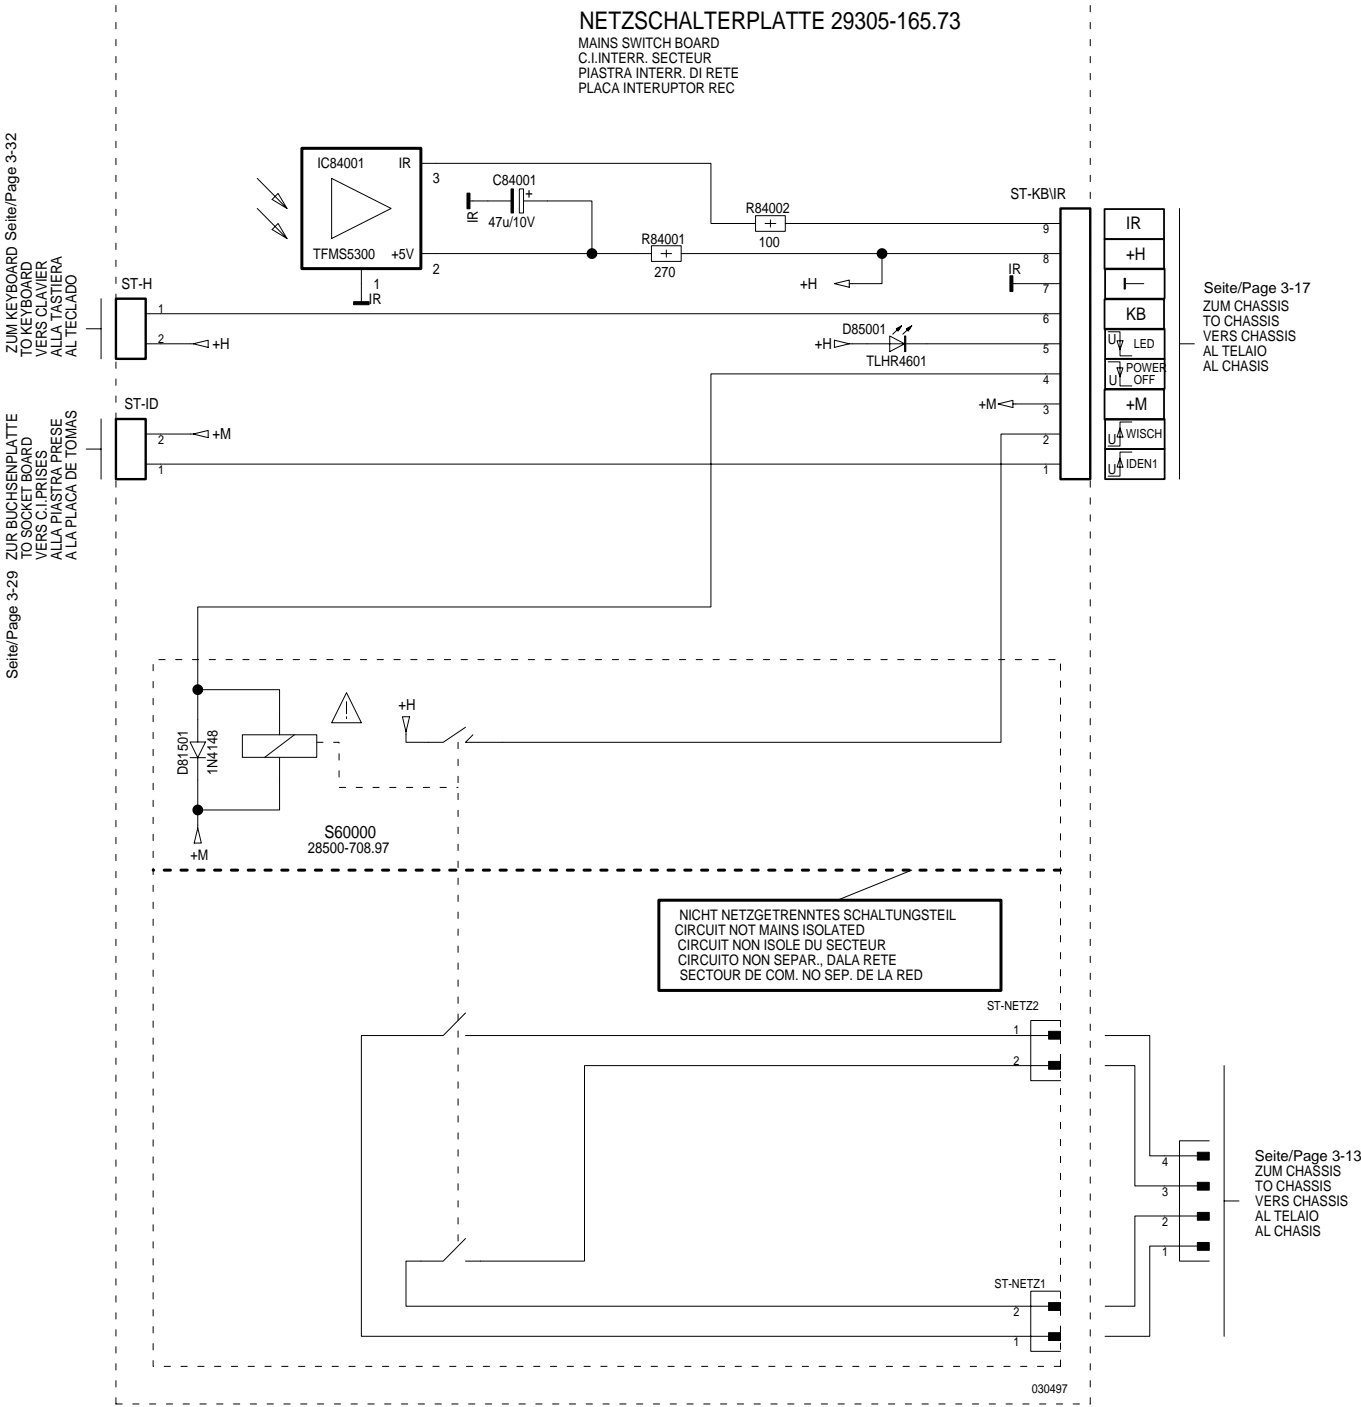 NETZSCHALTERPLATTE 29305-165.73
MAINS SWITCH BOARD
C.I.INTERR. SECTEUR
PIASTRA INTERR. DI RETE
PLACA INTERUPTOR REC
ZUM KEYBOARD Seite/Page 3-32
TO KEYBOARD
VERS CLAVIER
ALLA TASTIERA
AL TECLADO
IC84001
IR
3
TFMS5300
+5V
2
1
IR
C84001
+
IR
47u/10V
R84002
100
R84001
270
+H
IR
ST-KB\IR
9
8
7
6
5
4
3
2
1
IR
+H
KB
U LED
U POWER
OFF
+M
U WISCH
U IDEN1
Seite/Page 3-17
ZUM CHASSIS
TO CHASSIS
VERS CHASSIS
AL TELAIO
AL CHASIS
ST-H
1
2
+H
D85001
+H
TLHR4601
+M
ST-ID
2
+M
1
Seite/Page 3-29 ZUR BUCHSENPLATTE
TO SOCKET BOARD
VERS C.I.PRISES
ALLA PIASTRA PRESE
A LA PLACA DE TOMAS
D81501
1N4148
!
+H
+M
S60000
28500-708.97
NICHT NETZGETRENNTES SCHALTUNGSTEIL
CIRCUIT NOT MAINS ISOLATED
CIRCUIT NON ISOLE DU SECTEUR
CIRCUITO NON SEPAR., DALA RETE
SECTOUR DE COM. NO SEP. DE LA RED
ST-NETZ2
1
2
4
3
2
1
Seite/Page 3-13
ZUM CHASSIS
TO CHASSIS
VERS CHASSIS
AL TELAIO
AL CHASIS
ST-NETZ1
2
1
030497